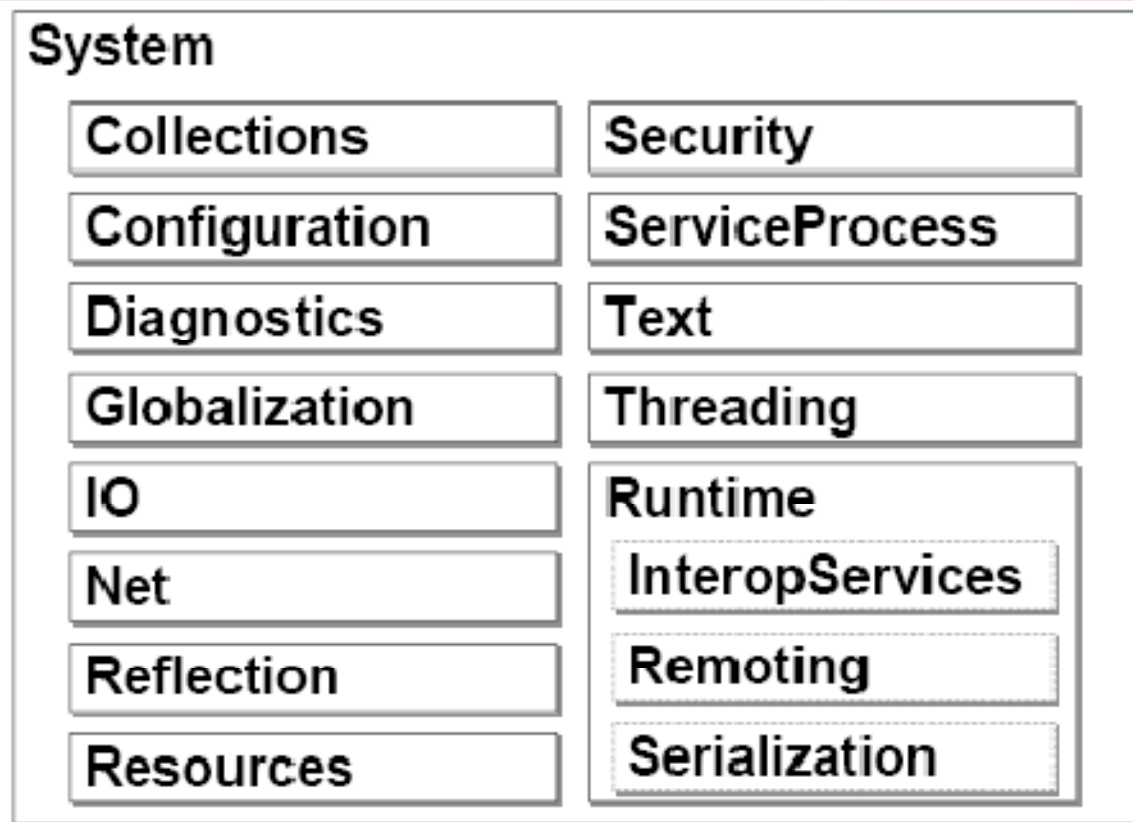 System
Collections
Configuration
Diagnostics
Globalization
IO
Net
Reflection
Resources
Security
ServiceProcess
Text
Threading
Runtime
InteropServices
Remoting
Serialization